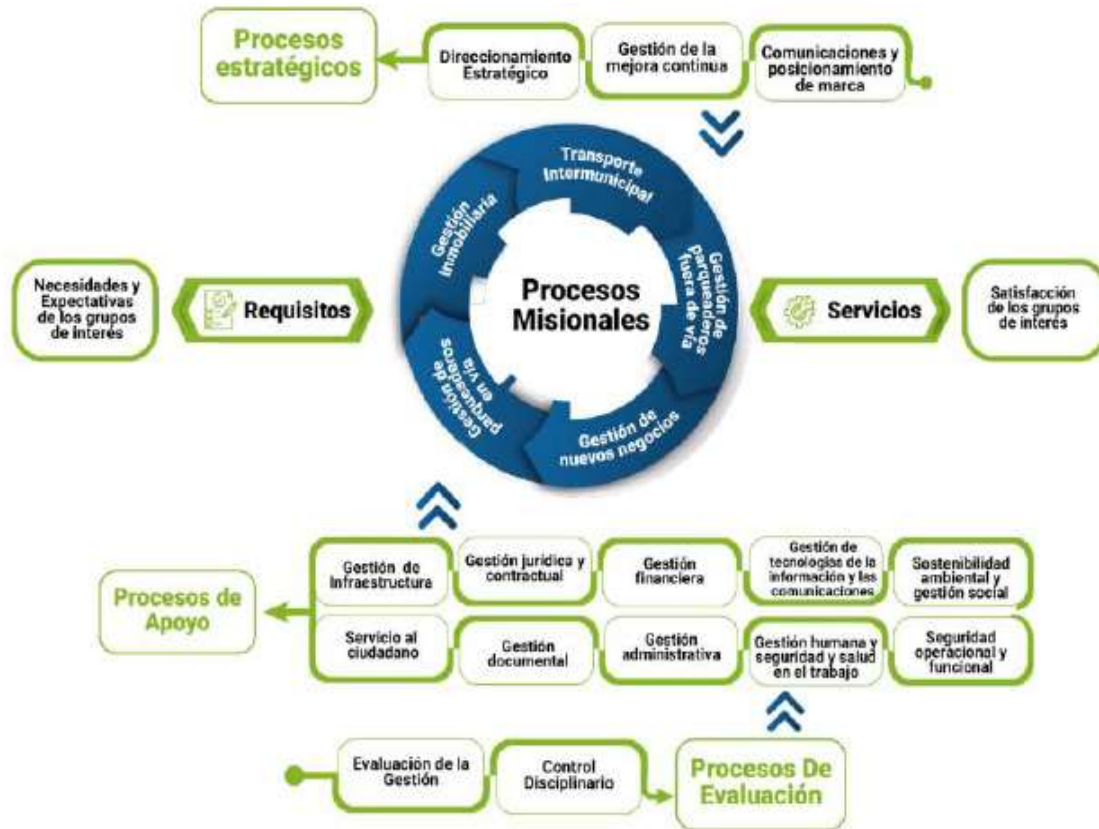 Procesos
estratégicos
Direccionamiento
Estratégico
Gestión de la
mejora continua
Comunicaciones y
posicionamiento
de marca
Transporte
Intermunicipal
Gestión
Inmobiliaria
Gestión de
parqueaderos
fuera de vía
Procesos
Misionales
Gestión de
parqueaderos
en vía
Gestión de
nuevos negocios
Necesidades y
Expectativas
de los grupos
de interés
Requisitos
Servicios
Satisfacción
de los grupos
de interés
Procesos de
Apoyo
Gestión de
Infraestructura
Gestión jurídica y
contractual
Gestión
financiera
Gestión de
tecnologías de la
información y las
comunicaciones
Sostenibilidad
ambiental y
gestión social
Servicio al
ciudadano
Gestión
documental
Gestión
administrativa
Gestión humana y
seguridad y salud
en el trabajo
Seguridad
operacional y
funcional
Evaluación de la
Gestión
Control
Disciplinario
Procesos De
Evaluación